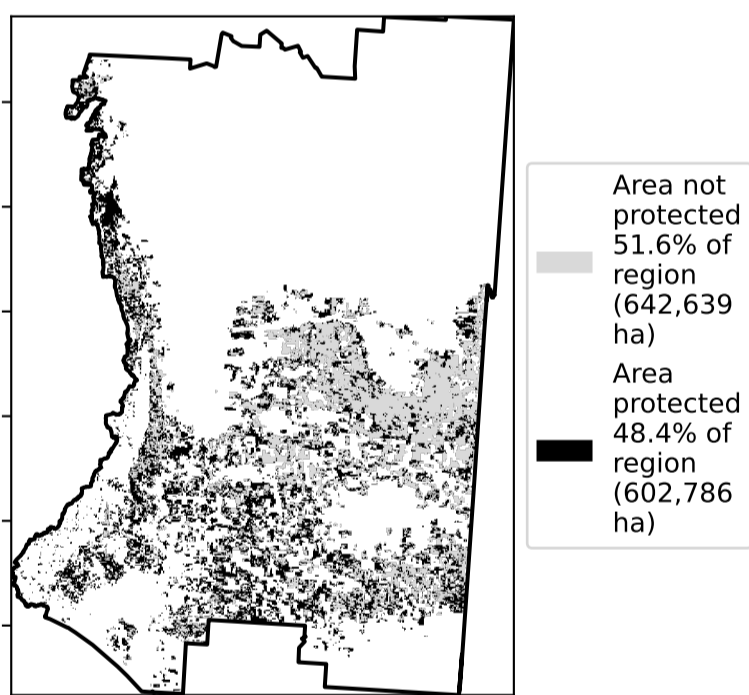 Area not
protected
51.6% of
region
(642,639
ha)
Area
protected
48.4% of
region
(602,786
ha)